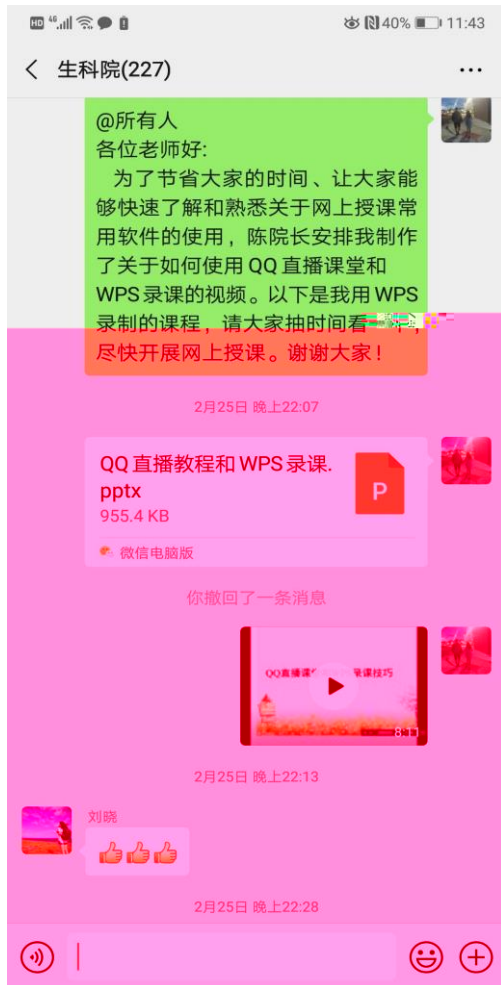 HD 46 40% 11:43
生科院(227)
@所有人
各位老师好:
为了节省大家的时间、让大家能
够快速了解和熟悉关于网上授课常
用软件的使用，陈院长安排我制作
了关于如何使用QQ直播课堂和
WPS录课的视频。以下是我用WPS
录制的课程，请大家抽时间看
尽快开展网上授课。谢谢大家！
2月25日 晚上22:07
QQ直播教程和WPS录课.
pptx
P
955.4 KB
微信电脑版
你撤回了一条消息
QQ直播课 录课技巧
8:11
2月25日 晚上22:13
刘晓
2月25日 晚上22:28